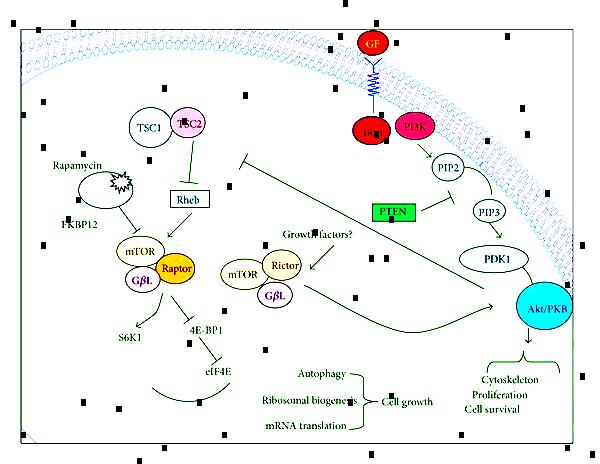 GF
TSC1
TSC2
PI3K
Rapamycin
PIP2
Rheb
PTEN
PIP3
FKBP12
Growth factors?
mTOR
Raptor
GβL
mTOR
Rictor
GβL
PDK1
Akt/PKB
S6K1
4E-BP1
eIF4E
Autophagy
Ribosomal biogenesis
Cell growth
mRNA translation
Cytoskeleton
Proliferation
Cell survival